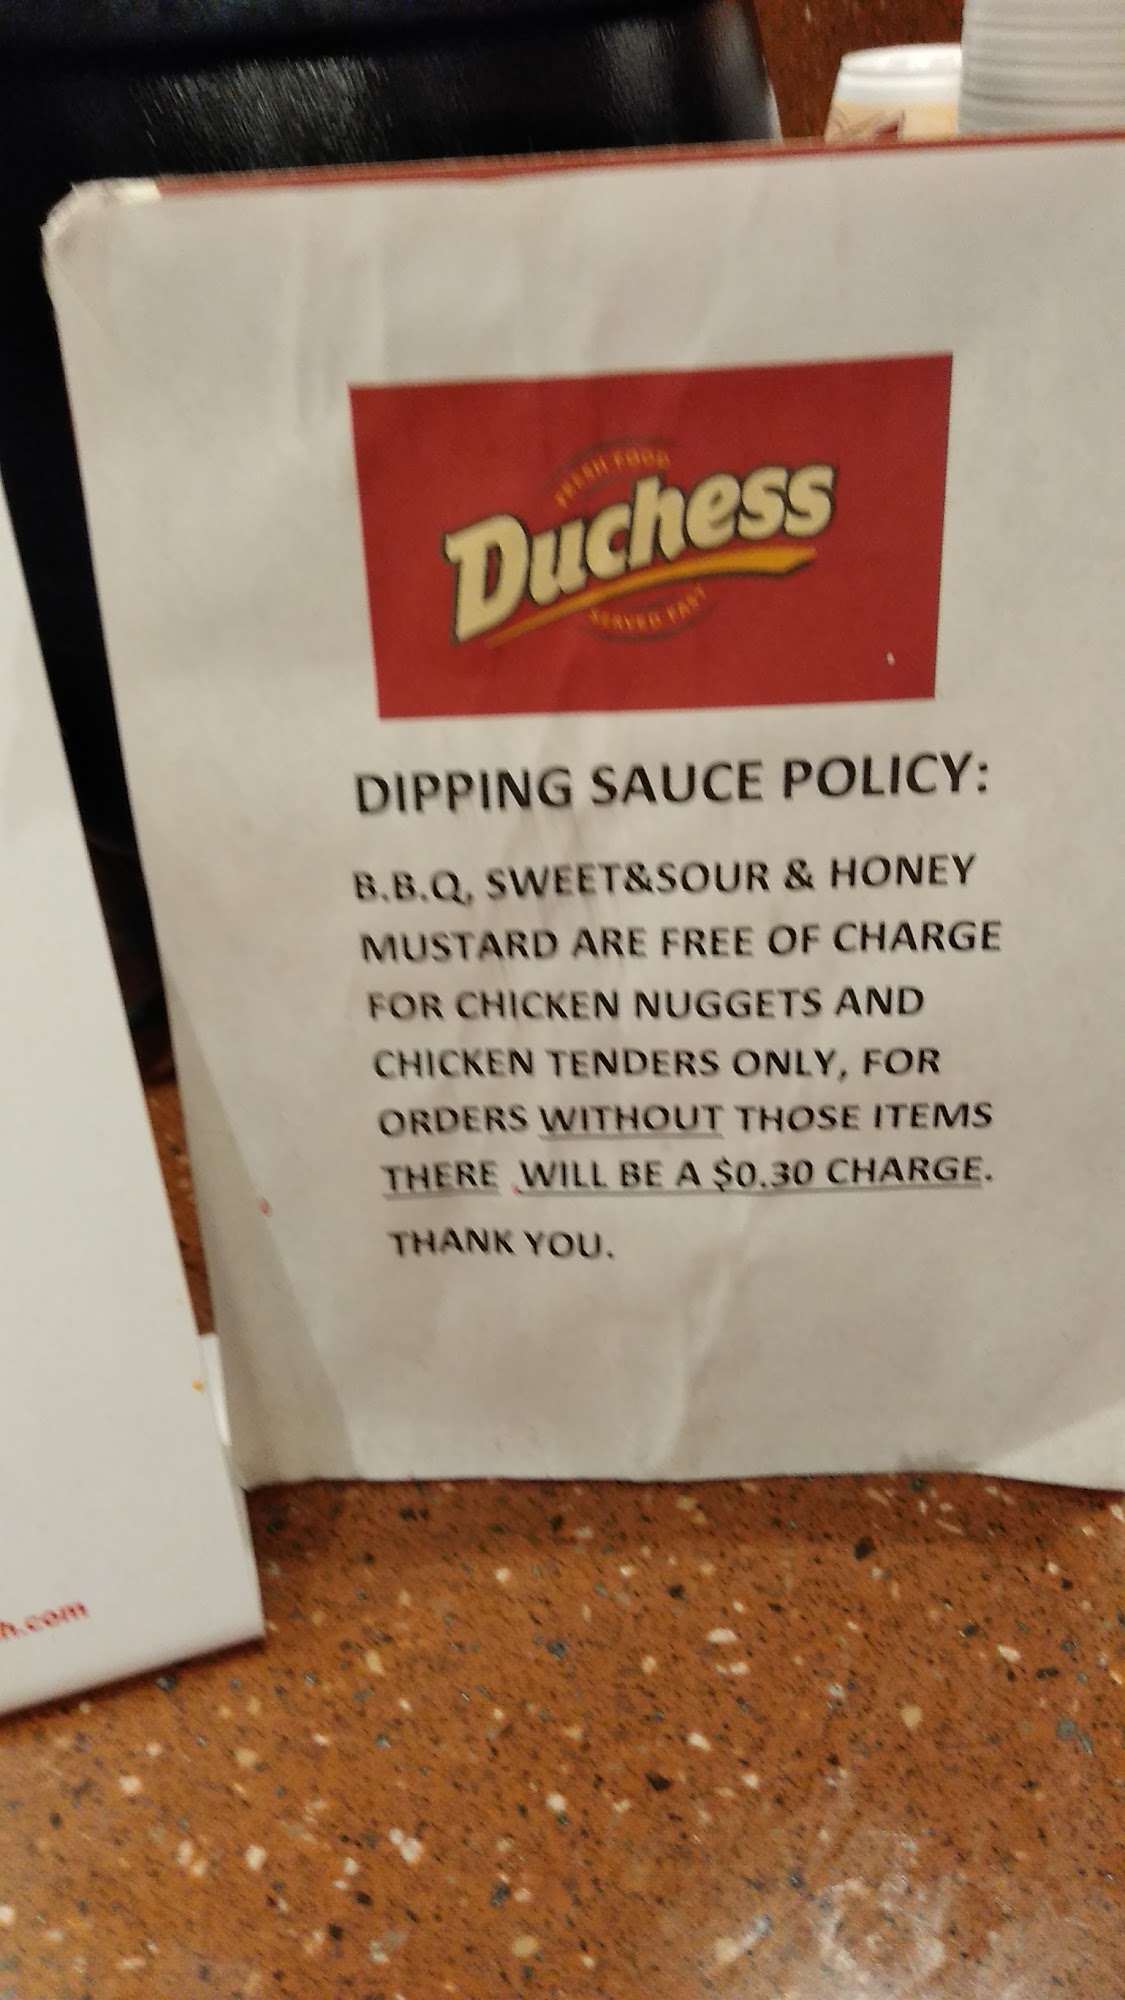 FRESH FOOD
Duchess
SERVED FAST
DIPPING SAUCE POLICY:
B.B.Q, SWEET&SOUR & HONEY
MUSTARD ARE FREE OF CHARGE
FOR CHICKEN NUGGETS AND
CHICKEN TENDERS ONLY, FOR
ORDERS WITHOUT THOSE ITEMS
THERE WILL BE A $0.30 CHARGE.
THANK YOU.
h.com